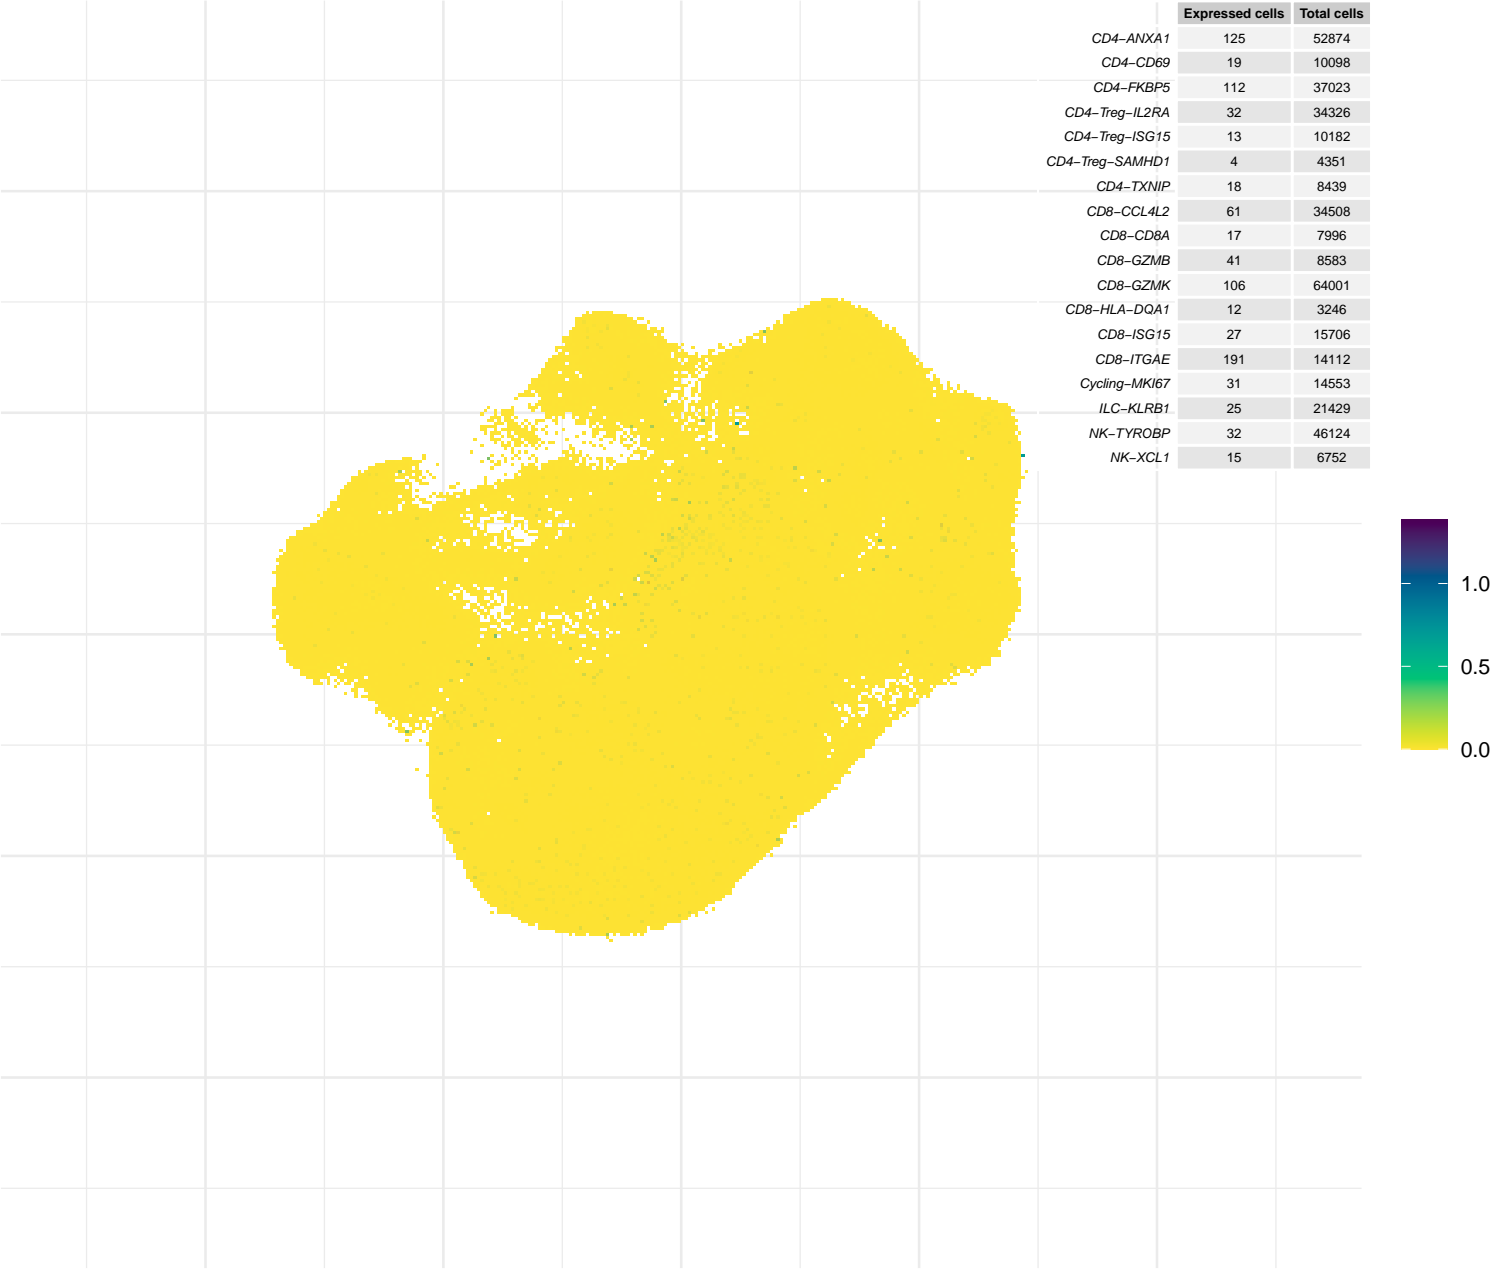 Expressed cells Total cells
CD4−ANXA1 125 52874
CD4−CD69 19 10098
CD4−FKBP5 112 37023
CD4−Treg−IL2RA 32 34326
CD4−Treg−ISG15 13 10182
CD4−Treg−SAMHD1 4 4351
CD4−TXNIP 18 8439
CD8−CCL4L2 61 34508
CD8−CD8A 17 7996
CD8−GZMB 41 8583
CD8−GZMK 106 64001
CD8−HLA−DQA1 12 3246
CD8−ISG15 27 15706
CD8−ITGAE 191 14112
Cycling−MKI67 31 14553
ILC−KLRB1 25 21429
NK−TYROBP 32 46124
NK−XCL1 15 6752
1.0
0.5
0.0